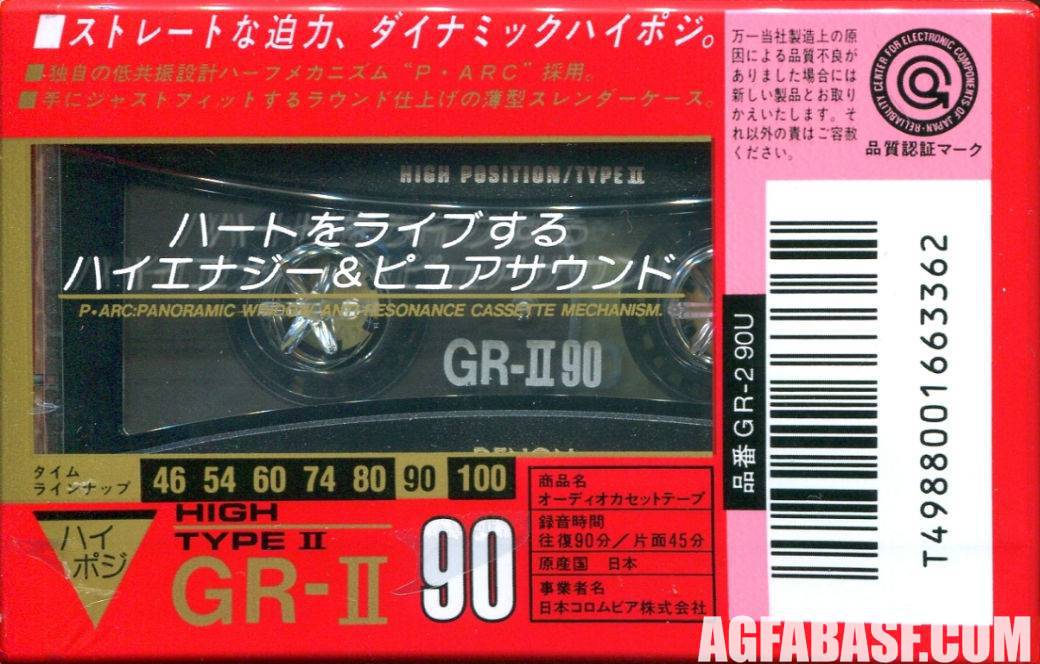 ■ストレートな迫力、ダイナミックハイポジ。
■独自の低共振設計ハーフメカニズム“P・ARC”採用。
■手にジャストフィットするラウンド仕上げの薄型スレンダーケース。
HIGH POSITION/TYPE II
ハートをライブする
ハイエナジー&ピュアサウンド
P・ARC:PANORAMIC WINDOW ANTI-RESONANCE CASSETTE MECHANISM.
GR-II 90
DENON
タイム
ラインナップ
46 54 60 74 80 90 100
ハイ
ポジ
HIGH
TYPE II
GR-II 90
商品名
オーディオカセットテープ
録音時間
往復90分/片面45分
原産国 日本
事業者名
日本コロムビア株式会社
万一当社製造上の原
因による品質不良が
ありました場合には
新しい製品とお取り
かえいたします。そ
れ以外の責はご容赦
ください。
RELIABILITY CENTER FOR ELECTRONIC COMPONENTS OF JAPAN
品質認証マーク
品番 GR-2 90U
T4988001663362
AGFABASF.COM